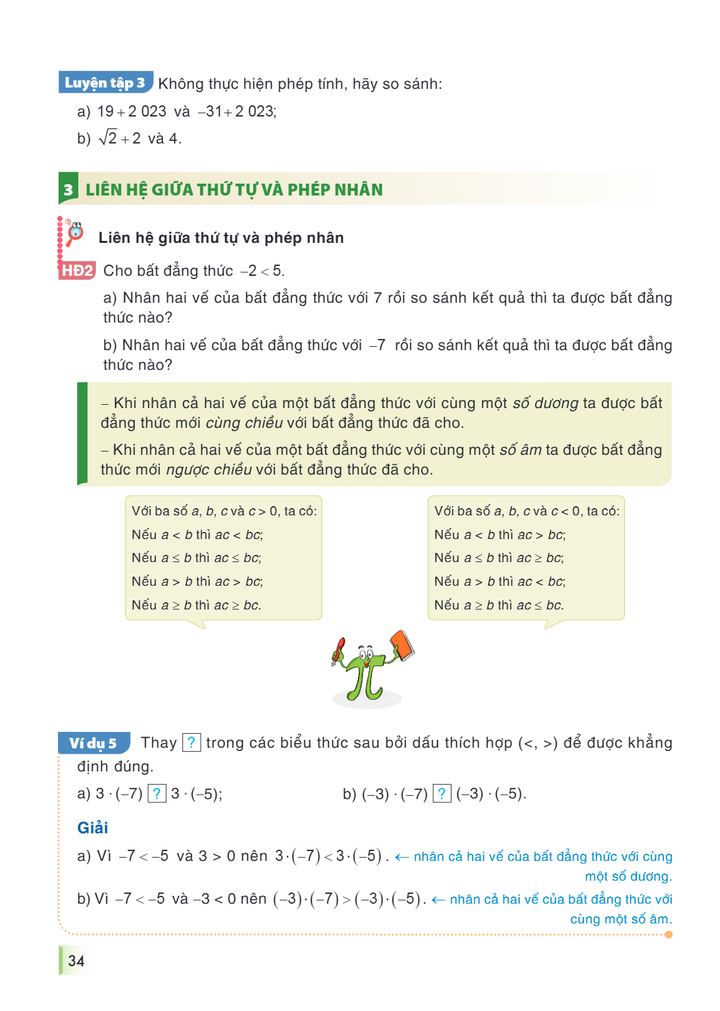 Luyện tập 3 Không thực hiện phép tính, hãy so sánh:
a) 19 + 2 023 và –31+ 2 023;
b) √2 + 2 và 4.
3 LIÊN HỆ GIỮA THỨ TỰ VÀ PHÉP NHÂN
Liên hệ giữa thứ tự và phép nhân
HĐ2 Cho bất đẳng thức –2 < 5.
a) Nhân hai vế của bất đẳng thức với 7 rồi so sánh kết quả thì ta được bất đẳng
thức nào?
b) Nhân hai vế của bất đẳng thức với –7 rồi so sánh kết quả thì ta được bất đẳng
thức nào?
– Khi nhân cả hai vế của một bất đẳng thức với cùng một số dương ta được bất
đẳng thức mới cùng chiều với bất đẳng thức đã cho.
– Khi nhân cả hai vế của một bất đẳng thức với cùng một số âm ta được bất đẳng
thức mới ngược chiều với bất đẳng thức đã cho.
Với ba số a, b, c và c > 0, ta có:
Nếu a < b thì ac < bc;
Nếu a ≤ b thì ac ≤ bc;
Nếu a > b thì ac > bc;
Nếu a ≥ b thì ac ≥ bc.
Với ba số a, b, c và c < 0, ta có:
Nếu a < b thì ac > bc;
Nếu a ≤ b thì ac ≥ bc;
Nếu a > b thì ac < bc;
Nếu a ≥ b thì ac ≤ bc.
Ví dụ 5 Thay ? trong các biểu thức sau bởi dấu thích hợp (<, >) để được khẳng
định đúng.
a) 3 · (–7) ? 3 · (–5); b) (–3) · (–7) ? (–3) · (–5).
Giải
a) Vì –7 < –5 và 3 > 0 nên 3·(–7) < 3·(–5). ← nhân cả hai vế của bất đẳng thức với cùng
một số dương.
b) Vì –7 < –5 và –3 < 0 nên (–3)·(–7) > (–3)·(–5). ← nhân cả hai vế của bất đẳng thức với
cùng một số âm.
34